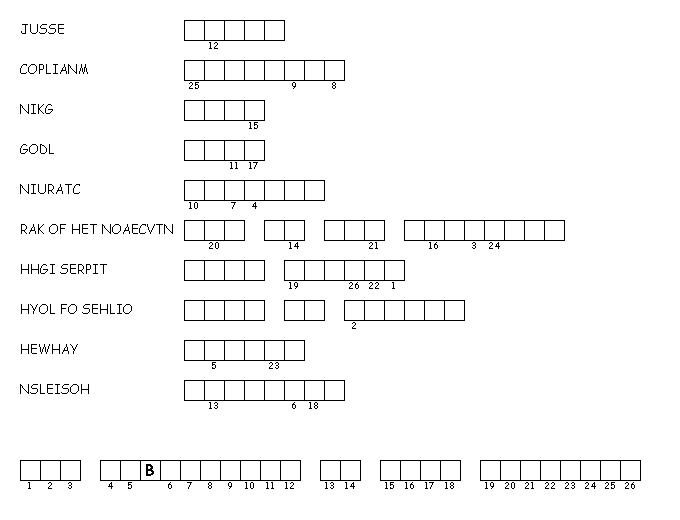 JUSSE
12
COPLIANM
25 9 8
NIKG
15
GODL
11 17
NIURATC
10 7 4
RAK OF HET NOAECVTN
20 14 21 16 3 24
HHGI SERPIT
19 26 22 1
HYOL FO SEHLIO
2
HEWHAY
5 23
NSLEISOH
13 6 18
B
1 2 3 4 5 6 7 8 9 10 11 12 13 14 15 16 17 18 19 20 21 22 23 24 25 26